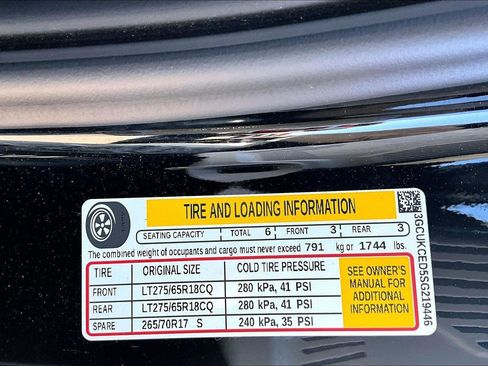 TIRE AND LOADING INFORMATION
SEATING CAPACITY TOTAL 6 FRONT 3 REAR 3
The combined weight of occupants and cargo must never exceed 791 kg or 1744 lbs.
TIRE ORIGINAL SIZE COLD TIRE PRESSURE
FRONT LT275/65R18CQ 280 kPa, 41 PSI
REAR LT275/65R18CQ 280 kPa, 41 PSI
SPARE 265/70R17 S 240 kPa, 35 PSI
SEE OWNER'S
MANUAL FOR
ADDITIONAL
INFORMATION
3GCUKCED5SG219446